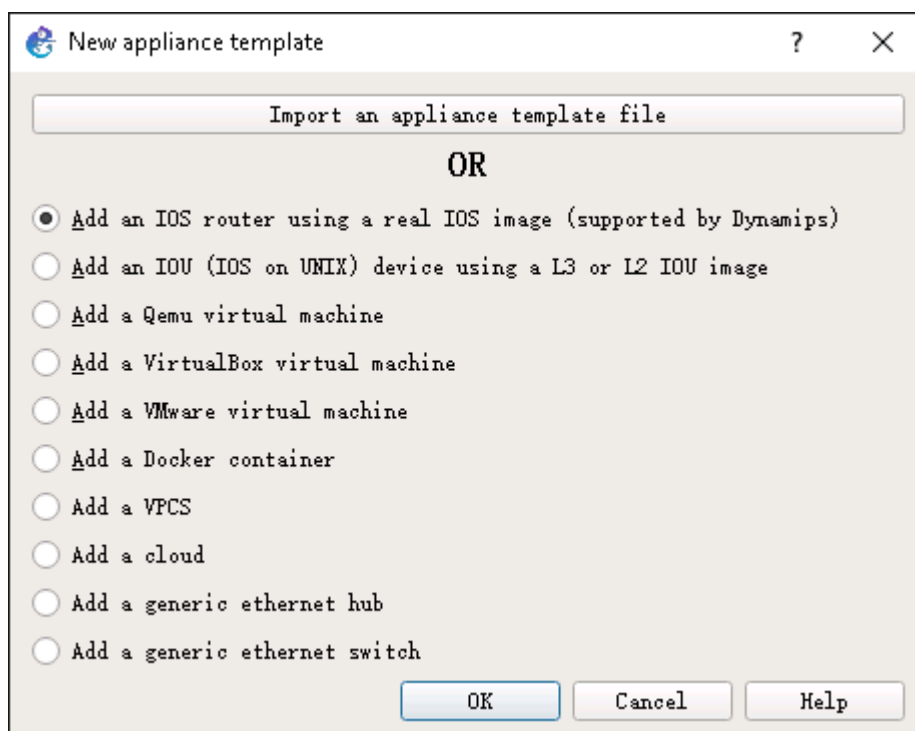 New appliance template
?
Import an appliance template file
OR
Add an IOS router using a real IOS image (supported by Dynamips)
Add an IOU (IOS on UNIX) device using a L3 or L2 IOU image
Add a Qemu virtual machine
Add a VirtualBox virtual machine
Add a VMware virtual machine
Add a Docker container
Add a VPCS
Add a cloud
Add a generic ethernet hub
Add a generic ethernet switch
OK Cancel Help